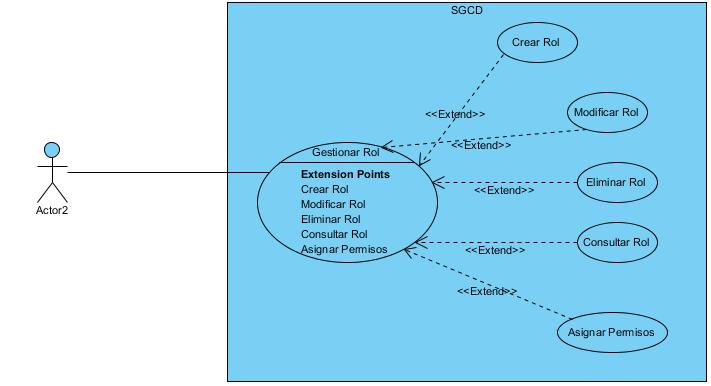 SGCD
Crear Rol
<<Extend>>
Modificar Rol
<<Extend>>
Gestionar Rol
Extension Points
Crear Rol
Modificar Rol
Eliminar Rol
Consultar Rol
Asignar Permisos
Eliminar Rol
<<Extend>>
Actor2
Consultar Rol
<<Extend>>
<<Extend>>
Asignar Permisos